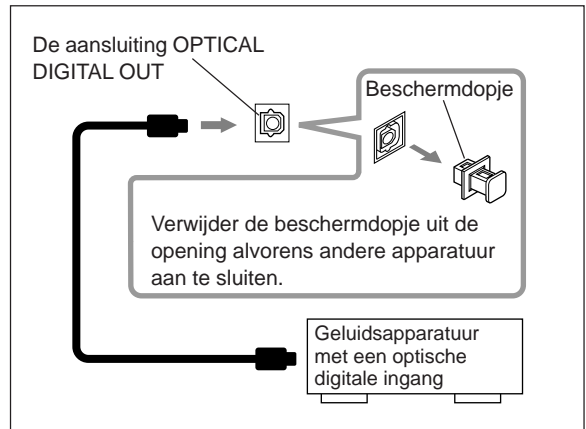 De aansluiting OPTICAL
DIGITAL OUT
Beschermdopje
Verwijder de beschermdopje uit de
opening alvorens andere apparatuur
aan te sluiten.
Geluidsapparatuur
met een optische
digitale ingang